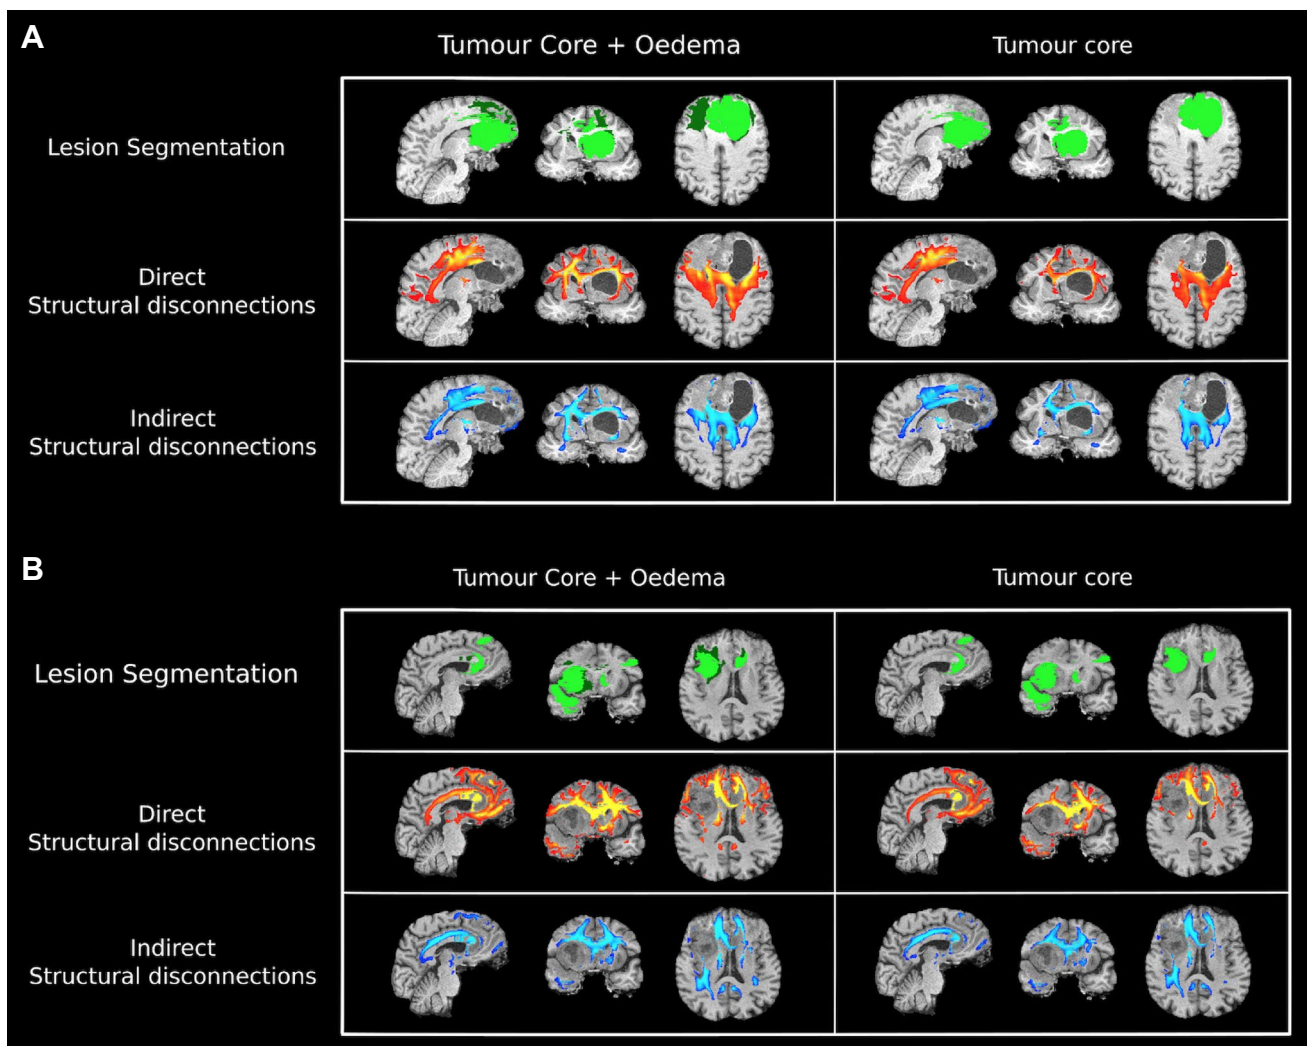 A
Tumour Core + Oedema
Tumour core
Lesion Segmentation
Direct
Structural disconnections
Indirect
Structural disconnections
B
Tumour Core + Oedema
Tumour core
Lesion Segmentation
Direct
Structural disconnections
Indirect
Structural disconnections